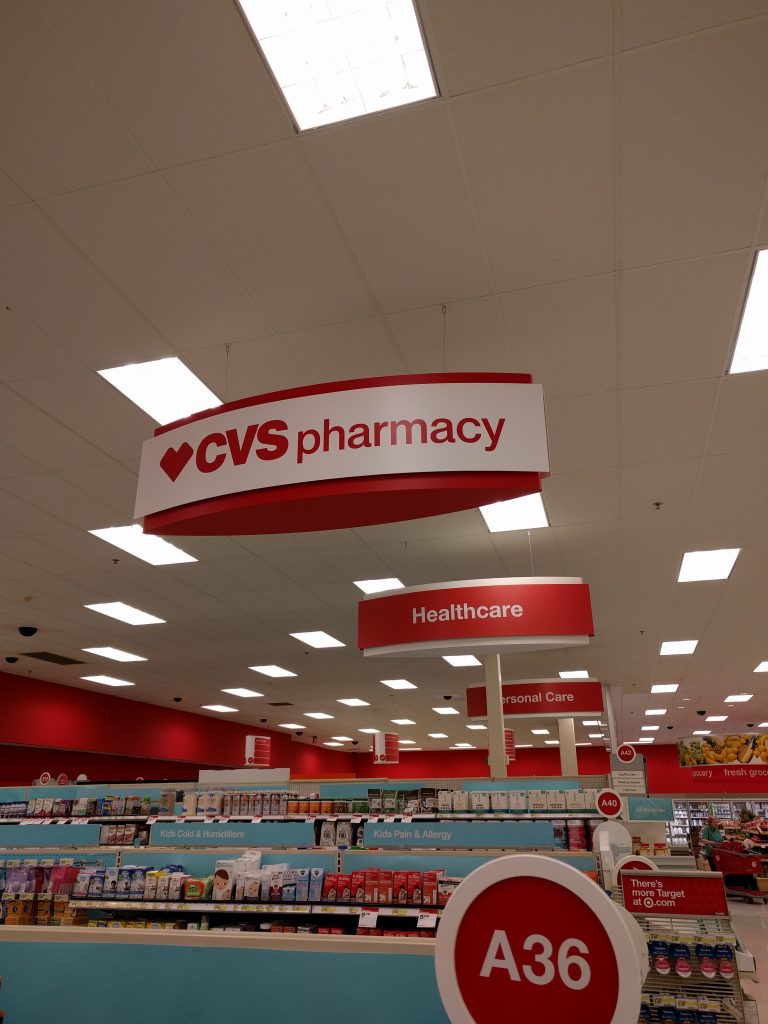 CVS pharmacy
Healthcare
ersonal Care
A42
fresh groc
A40
Kids Cold & Humidifiers
Kids Pain & Allergy
There's
more Target
at .com
A36